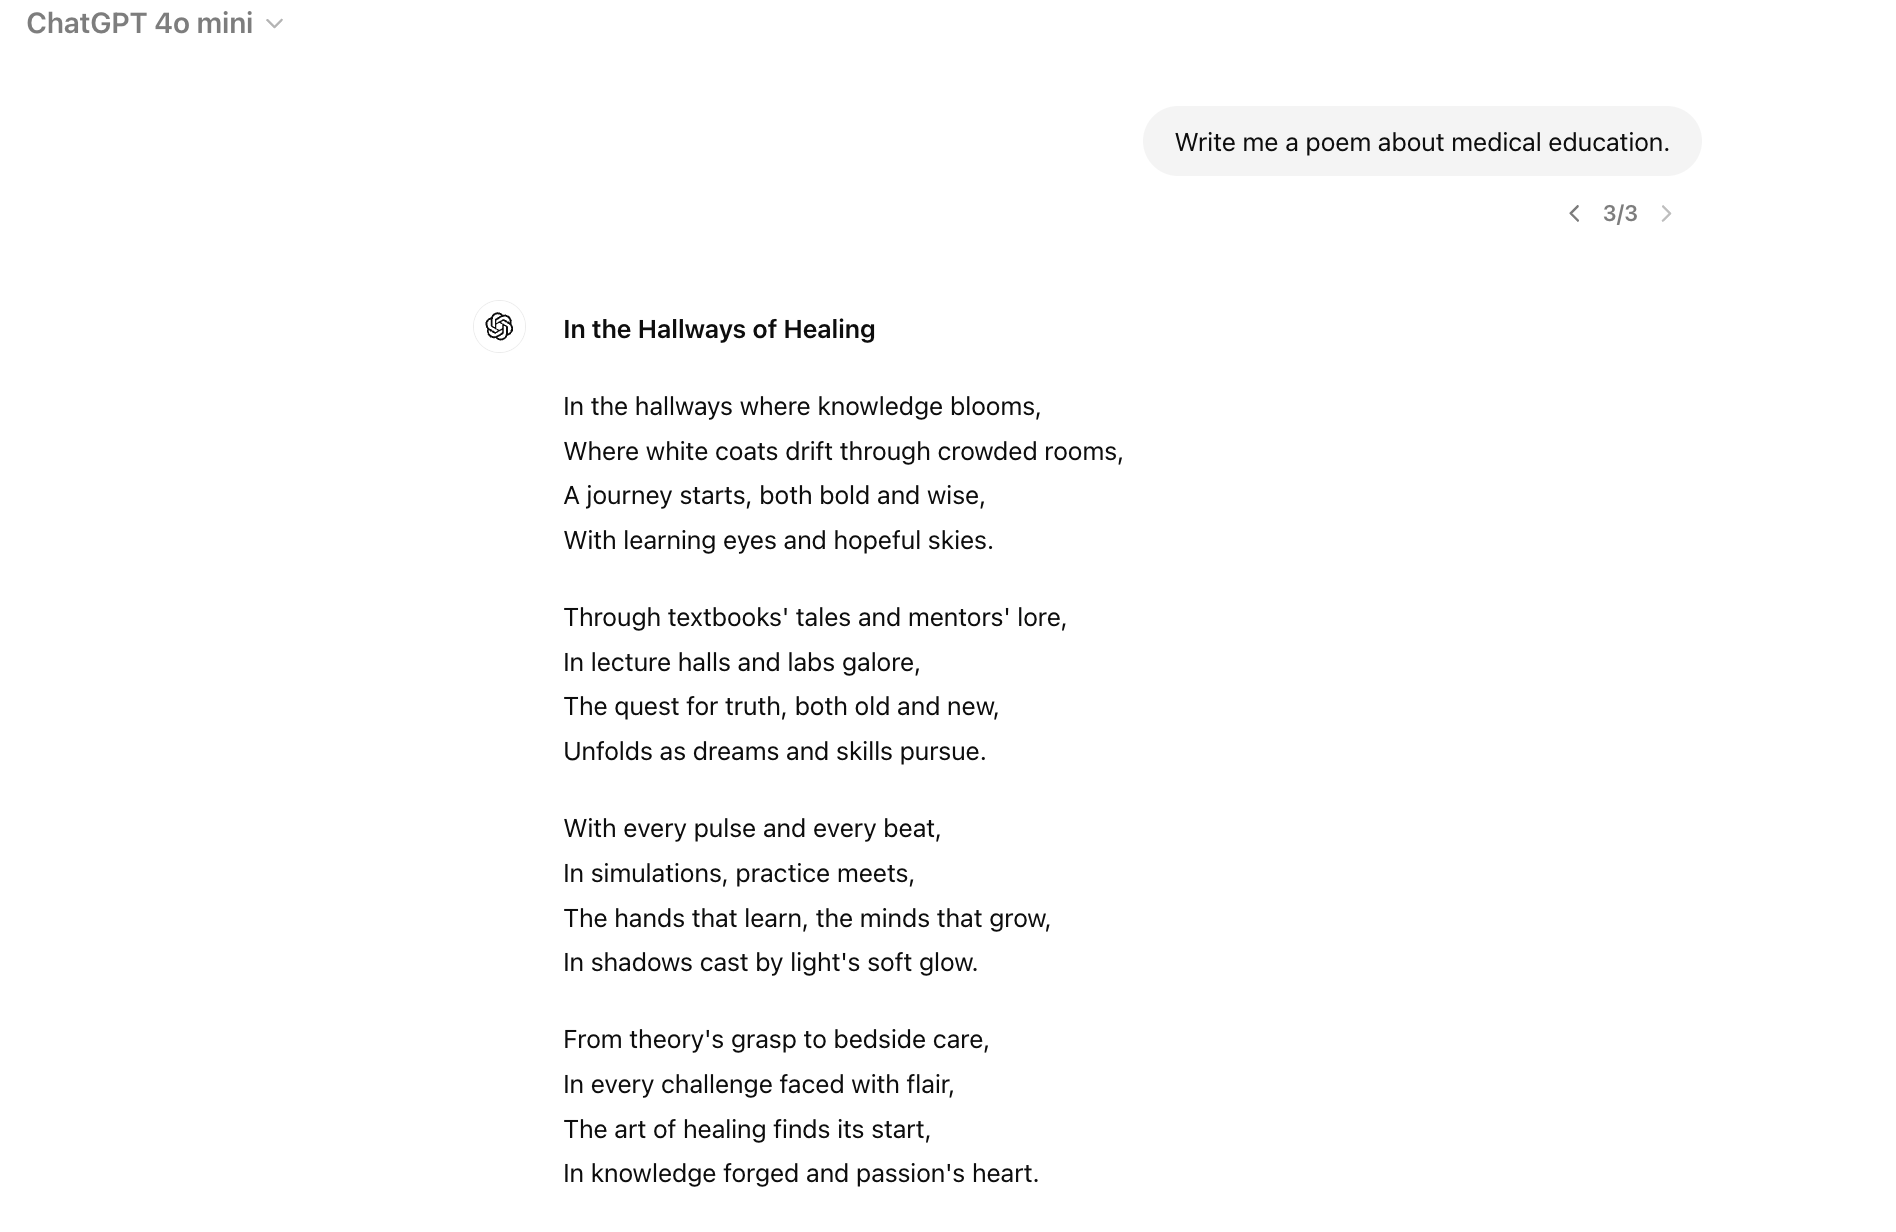 ChatGPT 4o mini
Write me a poem about medical education.
3/3
In the Hallways of Healing
In the hallways where knowledge blooms,
Where white coats drift through crowded rooms,
A journey starts, both bold and wise,
With learning eyes and hopeful skies.
Through textbooks' tales and mentors' lore,
In lecture halls and labs galore,
The quest for truth, both old and new,
Unfolds as dreams and skills pursue.
With every pulse and every beat,
In simulations, practice meets,
The hands that learn, the minds that grow,
In shadows cast by light's soft glow.
From theory's grasp to bedside care,
In every challenge faced with flair,
The art of healing finds its start,
In knowledge forged and passion's heart.